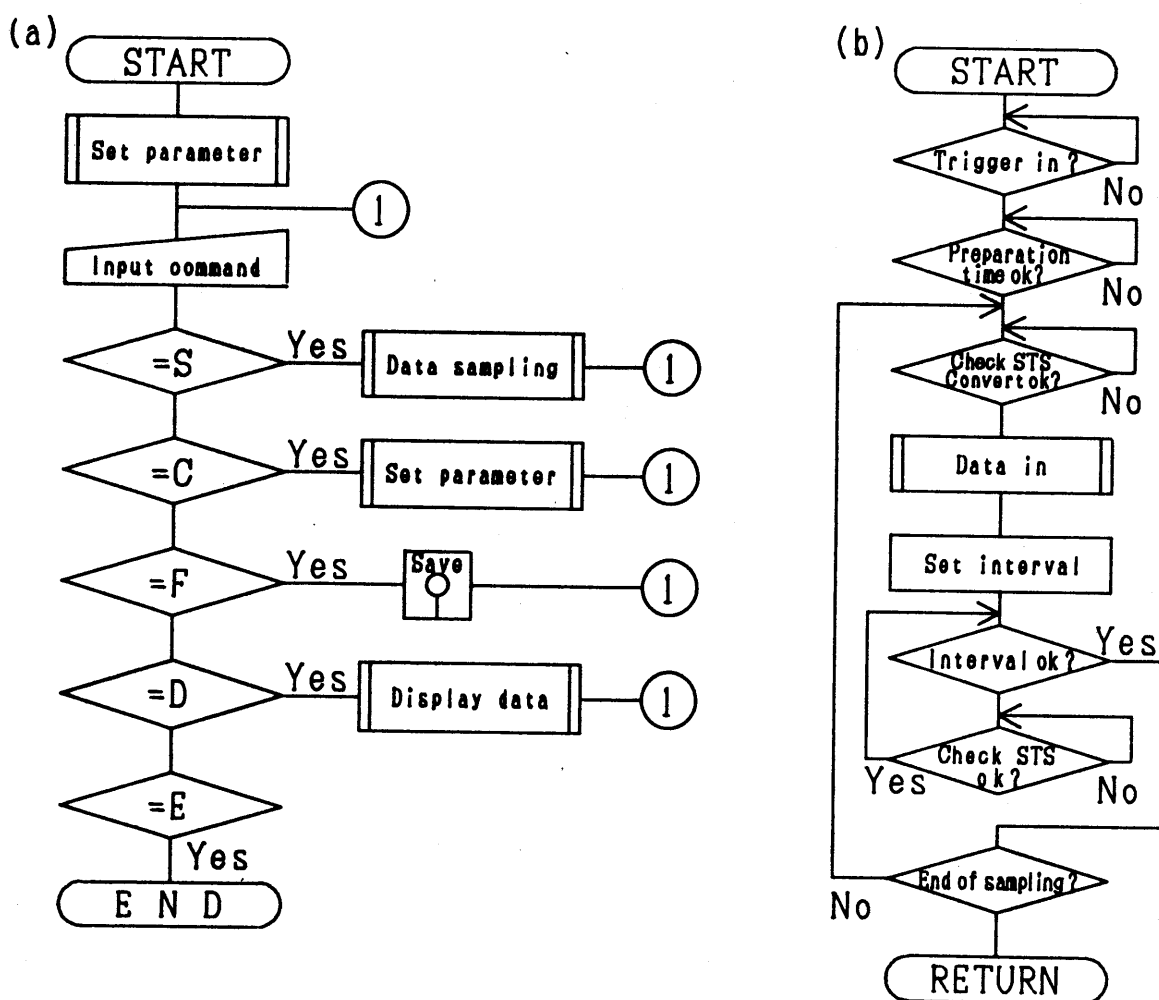 (a)
START
Set parameter
1
Input command
=S
Yes
Data sampling
1
=C
Yes
Set parameter
1
=F
Yes
Save
1
=D
Yes
Display data
1
=E
Yes
E N D
(b)
START
Trigger in?
No
Preparation
time ok?
No
Check STS
Convert ok?
No
Data in
Set interval
Interval ok?
Yes
Check STS
ok?
Yes
No
End of sampling?
No
RETURN